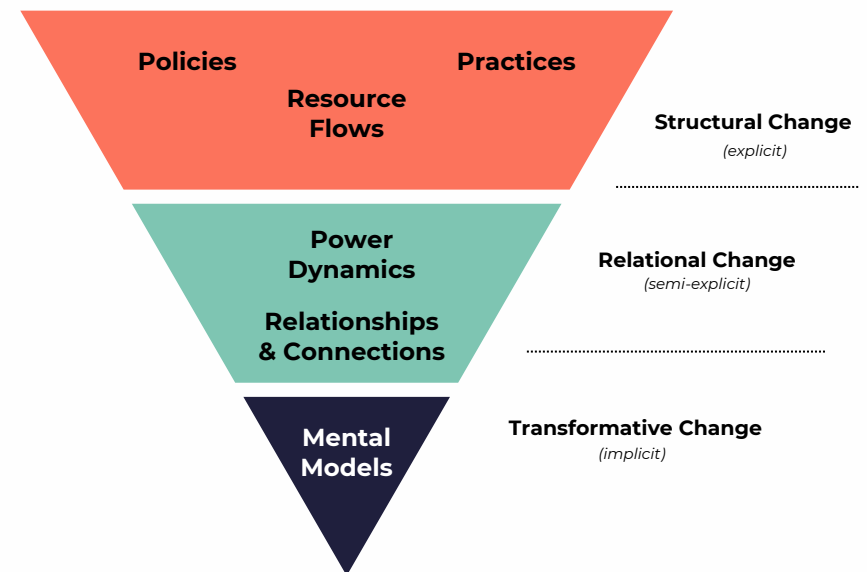 Policies
Practices
Resource
Flows
Structural Change
(explicit)
Power
Dynamics
Relational Change
(semi-explicit)
Relationships
& Connections
Mental
Models
Transformative Change
(implicit)